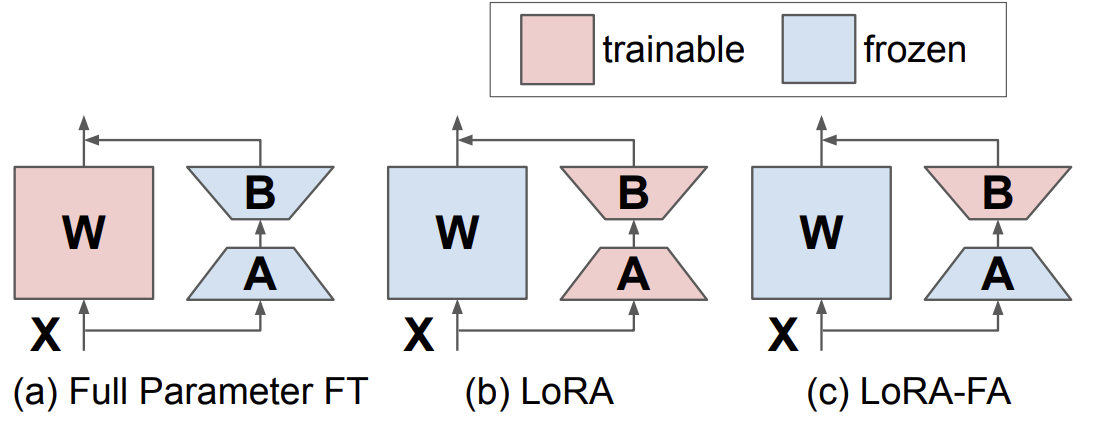 trainable frozen
B B B
W W W
A A A
X X X
(a) Full Parameter FT (b) LoRA (c) LoRA-FA